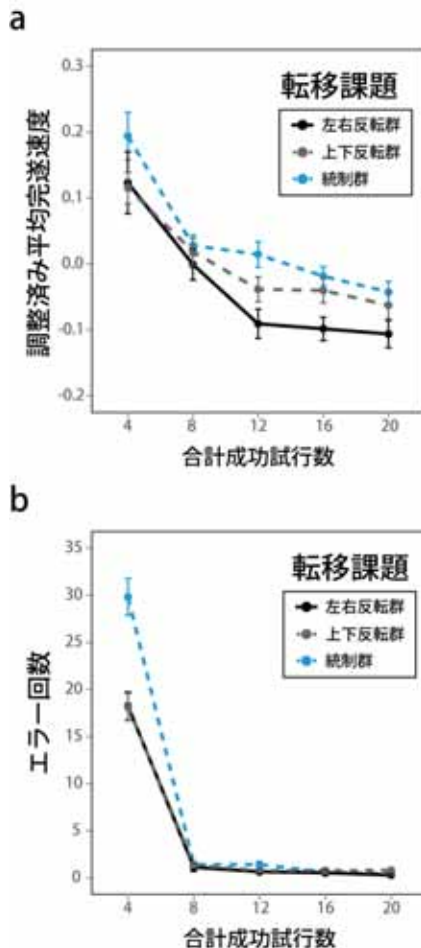 a
転移課題
左右反転群
上下反転群
統制群
調整済み平均完遂速度
0.3
0.2
0.1
0.0
-0.1
-0.2
4 8 12 16 20
合計成功試行数
b
転移課題
左右反転群
上下反転群
統制群
エラー回数
35
30
25
20
15
10
5
0
4 8 12 16 20
合計成功試行数